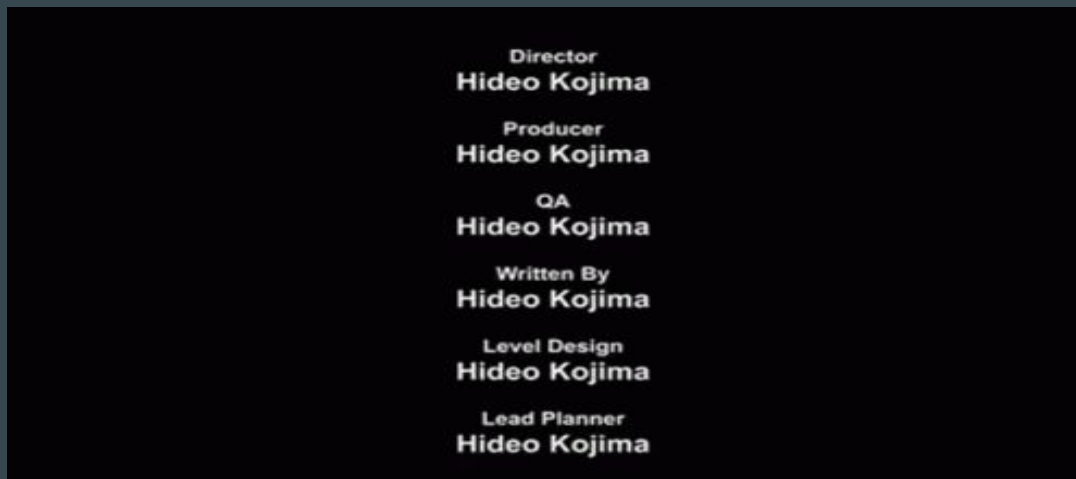 Director
Hideo Kojima
Producer
Hideo Kojima
QA
Hideo Kojima
Written By
Hideo Kojima
Level Design
Hideo Kojima
Lead Planner
Hideo Kojima